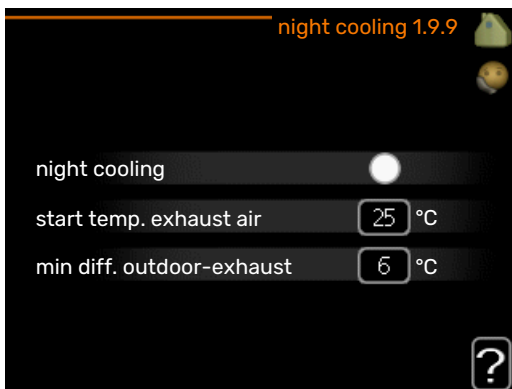 night cooling 1.9.9
night cooling
start temp. exhaust air 25 °C
min diff. outdoor-exhaust 6 °C
?